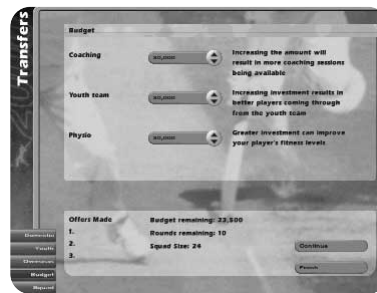 Transfers
Budget
Coaching
Increasing the amount will
result in more coaching sessions
being available
Youth team
Increasing investment results in
better players coming through
from the youth team
Physio
Greater investment can improve
your player's fitness levels
Offers Made
1.
2.
3.
Budget remaining: 22,500
Rounds remaining: 10
Squad Size: 24
Continue
Domestic
Youth
Overseas
Budget
Squad